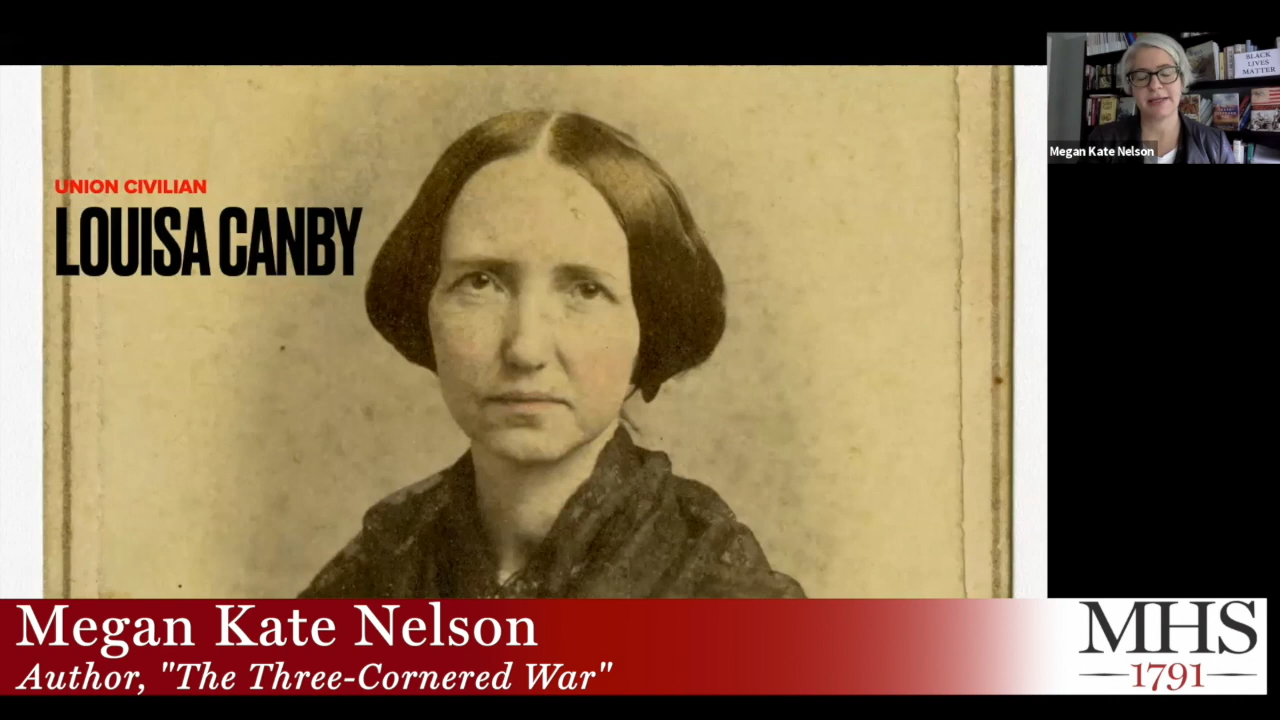 UNION CIVILIAN
LOUISA CANBY
BLACK
LIVES
MATTER
Megan Kate Nelson
Megan Kate Nelson
Author, "The Three-Cornered War"
MHS
1791